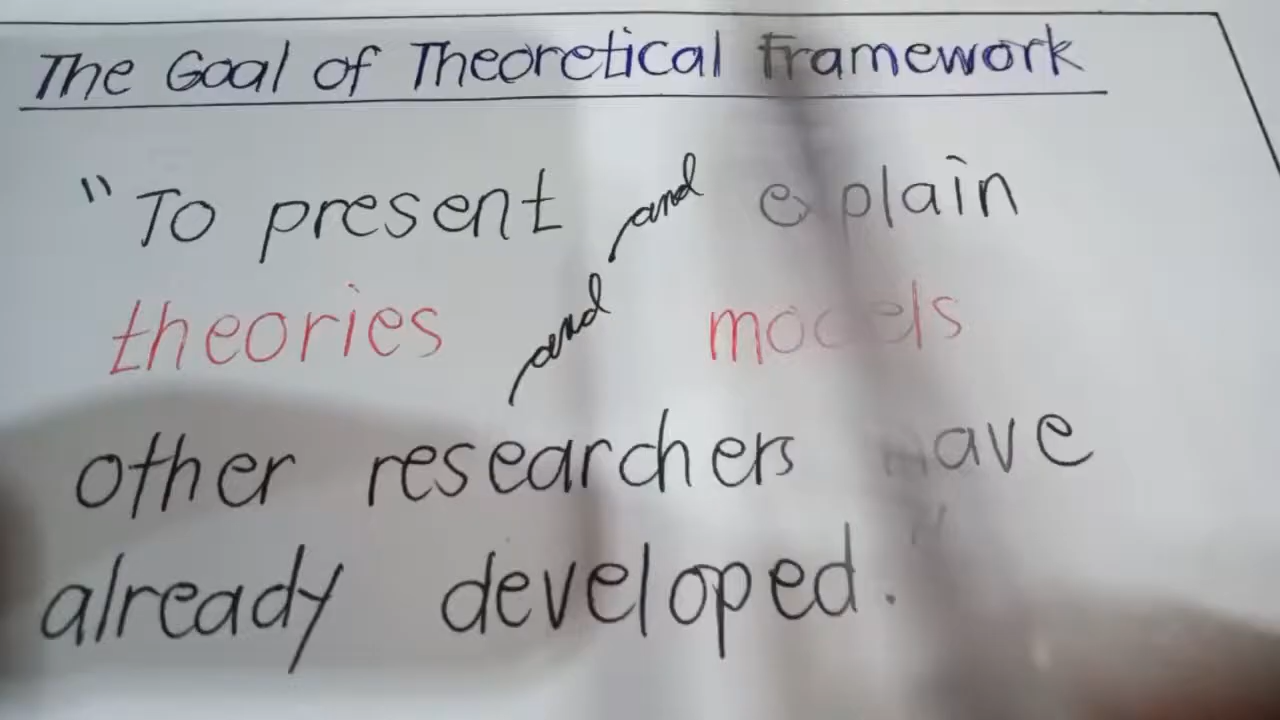 The Goal of Theoretical Framework
"To present and explain
theories and models
other researchers have
already developed."